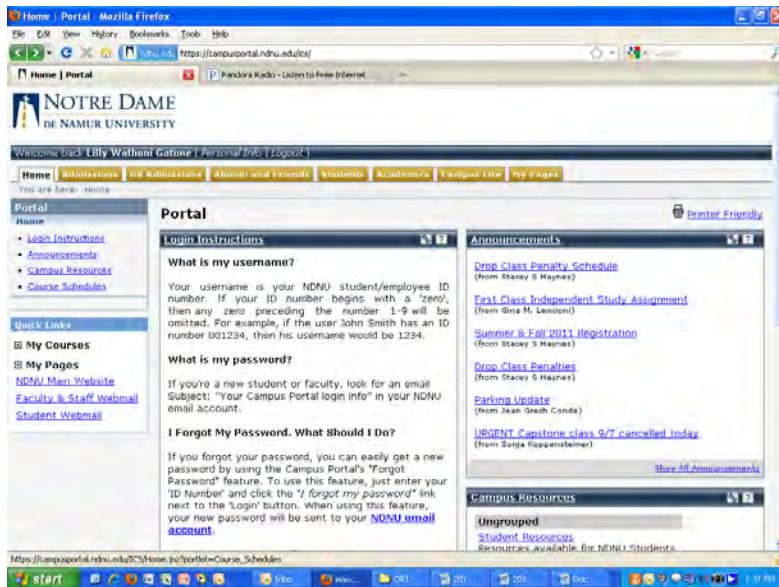 Home | Portal - Mozilla Firefox
File Edit View History Bookmarks Tools Help
https://campusportal.ndnu.edu/ics/
Home | Portal
Pandora Radio - Listen to Free Internet
NOTRE DAME
DE NAMUR UNIVERSITY
Welcome back Lilly Wathoni Gatune ( Personal Info | Logout )
Home Admissions Alumni and Friends Students Academics Campus Life My Pages
You are here: Home
Portal
Home
Login Instructions
Announcements
Campus Resources
Course Schedules
Quick Links
My Courses
My Pages
NDNU Main Website
Faculty & Staff Webmail
Student Webmail
Portal
Printer Friendly
Login Instructions
What is my username?
Your username is your NDNU student/employee ID
number. If your ID number begins with a 'zero',
then any zero preceding the number 1-9 will be
omitted. For example, if the user John Smith has an ID
number 001234, then his username would be 1234.
What is my password?
If you're a new student or faculty, look for an email
Subject: "Your Campus Portal login info" in your NDNU
email account.
I Forgot My Password. What Should I Do?
If you forgot your password, you can easily get a new
password by using the Campus Portal's "Forgot
Password" feature. To use this feature, just enter your
'ID Number' and click the "I forgot my password" link
next to the 'Login' button. When using this feature,
your new password will be sent to your NDNU email
account.
Announcements
Drop Class Penalty Schedule
(from Stacey S Haynes)
First Class Independent Study Assignment
(from Gina M. Lensioni)
Summer & Fall 2011 Registration
(from Stacey S Haynes)
Drop Class Penalties
(from Stacey S Haynes)
Parking Update
(from Jean Grech Conde)
URGENT Capstone class 9/7 cancelled today
(from Sonja Koppensteiner)
Show All Announcements
Campus Resources
Ungrouped
Student Resources
Resources available for NDNU Students
https://campusportal.ndnu.edu/ICS/Home.jnz?portlet=Course_Schedules
start